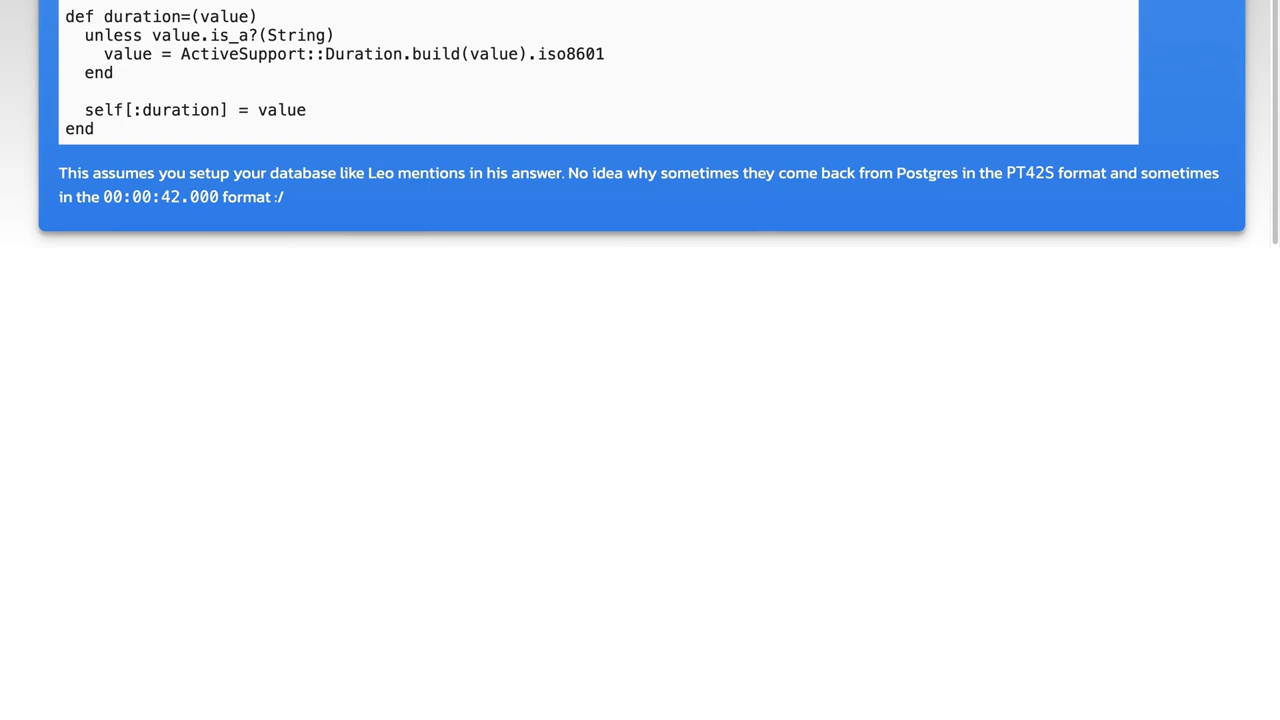 def duration=(value)
  unless value.is_a?(String)
    value = ActiveSupport::Duration.build(value).iso8601
  end

  self[:duration] = value
end
This assumes you setup your database like Leo mentions in his answer. No idea why sometimes they come back from Postgres in the PT42S format and sometimes
in the 00:00:42.000 format :/